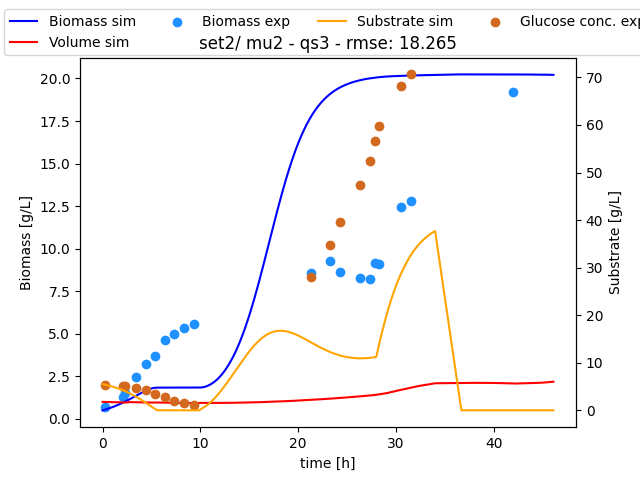 Biomass sim Biomass exp Substrate sim Glucose conc. exp
Volume sim
set2/ mu2 - qs3 - rmse: 18.265
20.0
17.5
15.0
12.5
10.0
7.5
5.0
2.5
0.0
Biomass [g/L]
70
60
50
40
30
20
10
0
Substrate [g/L]
0 10 20 30 40
time [h]